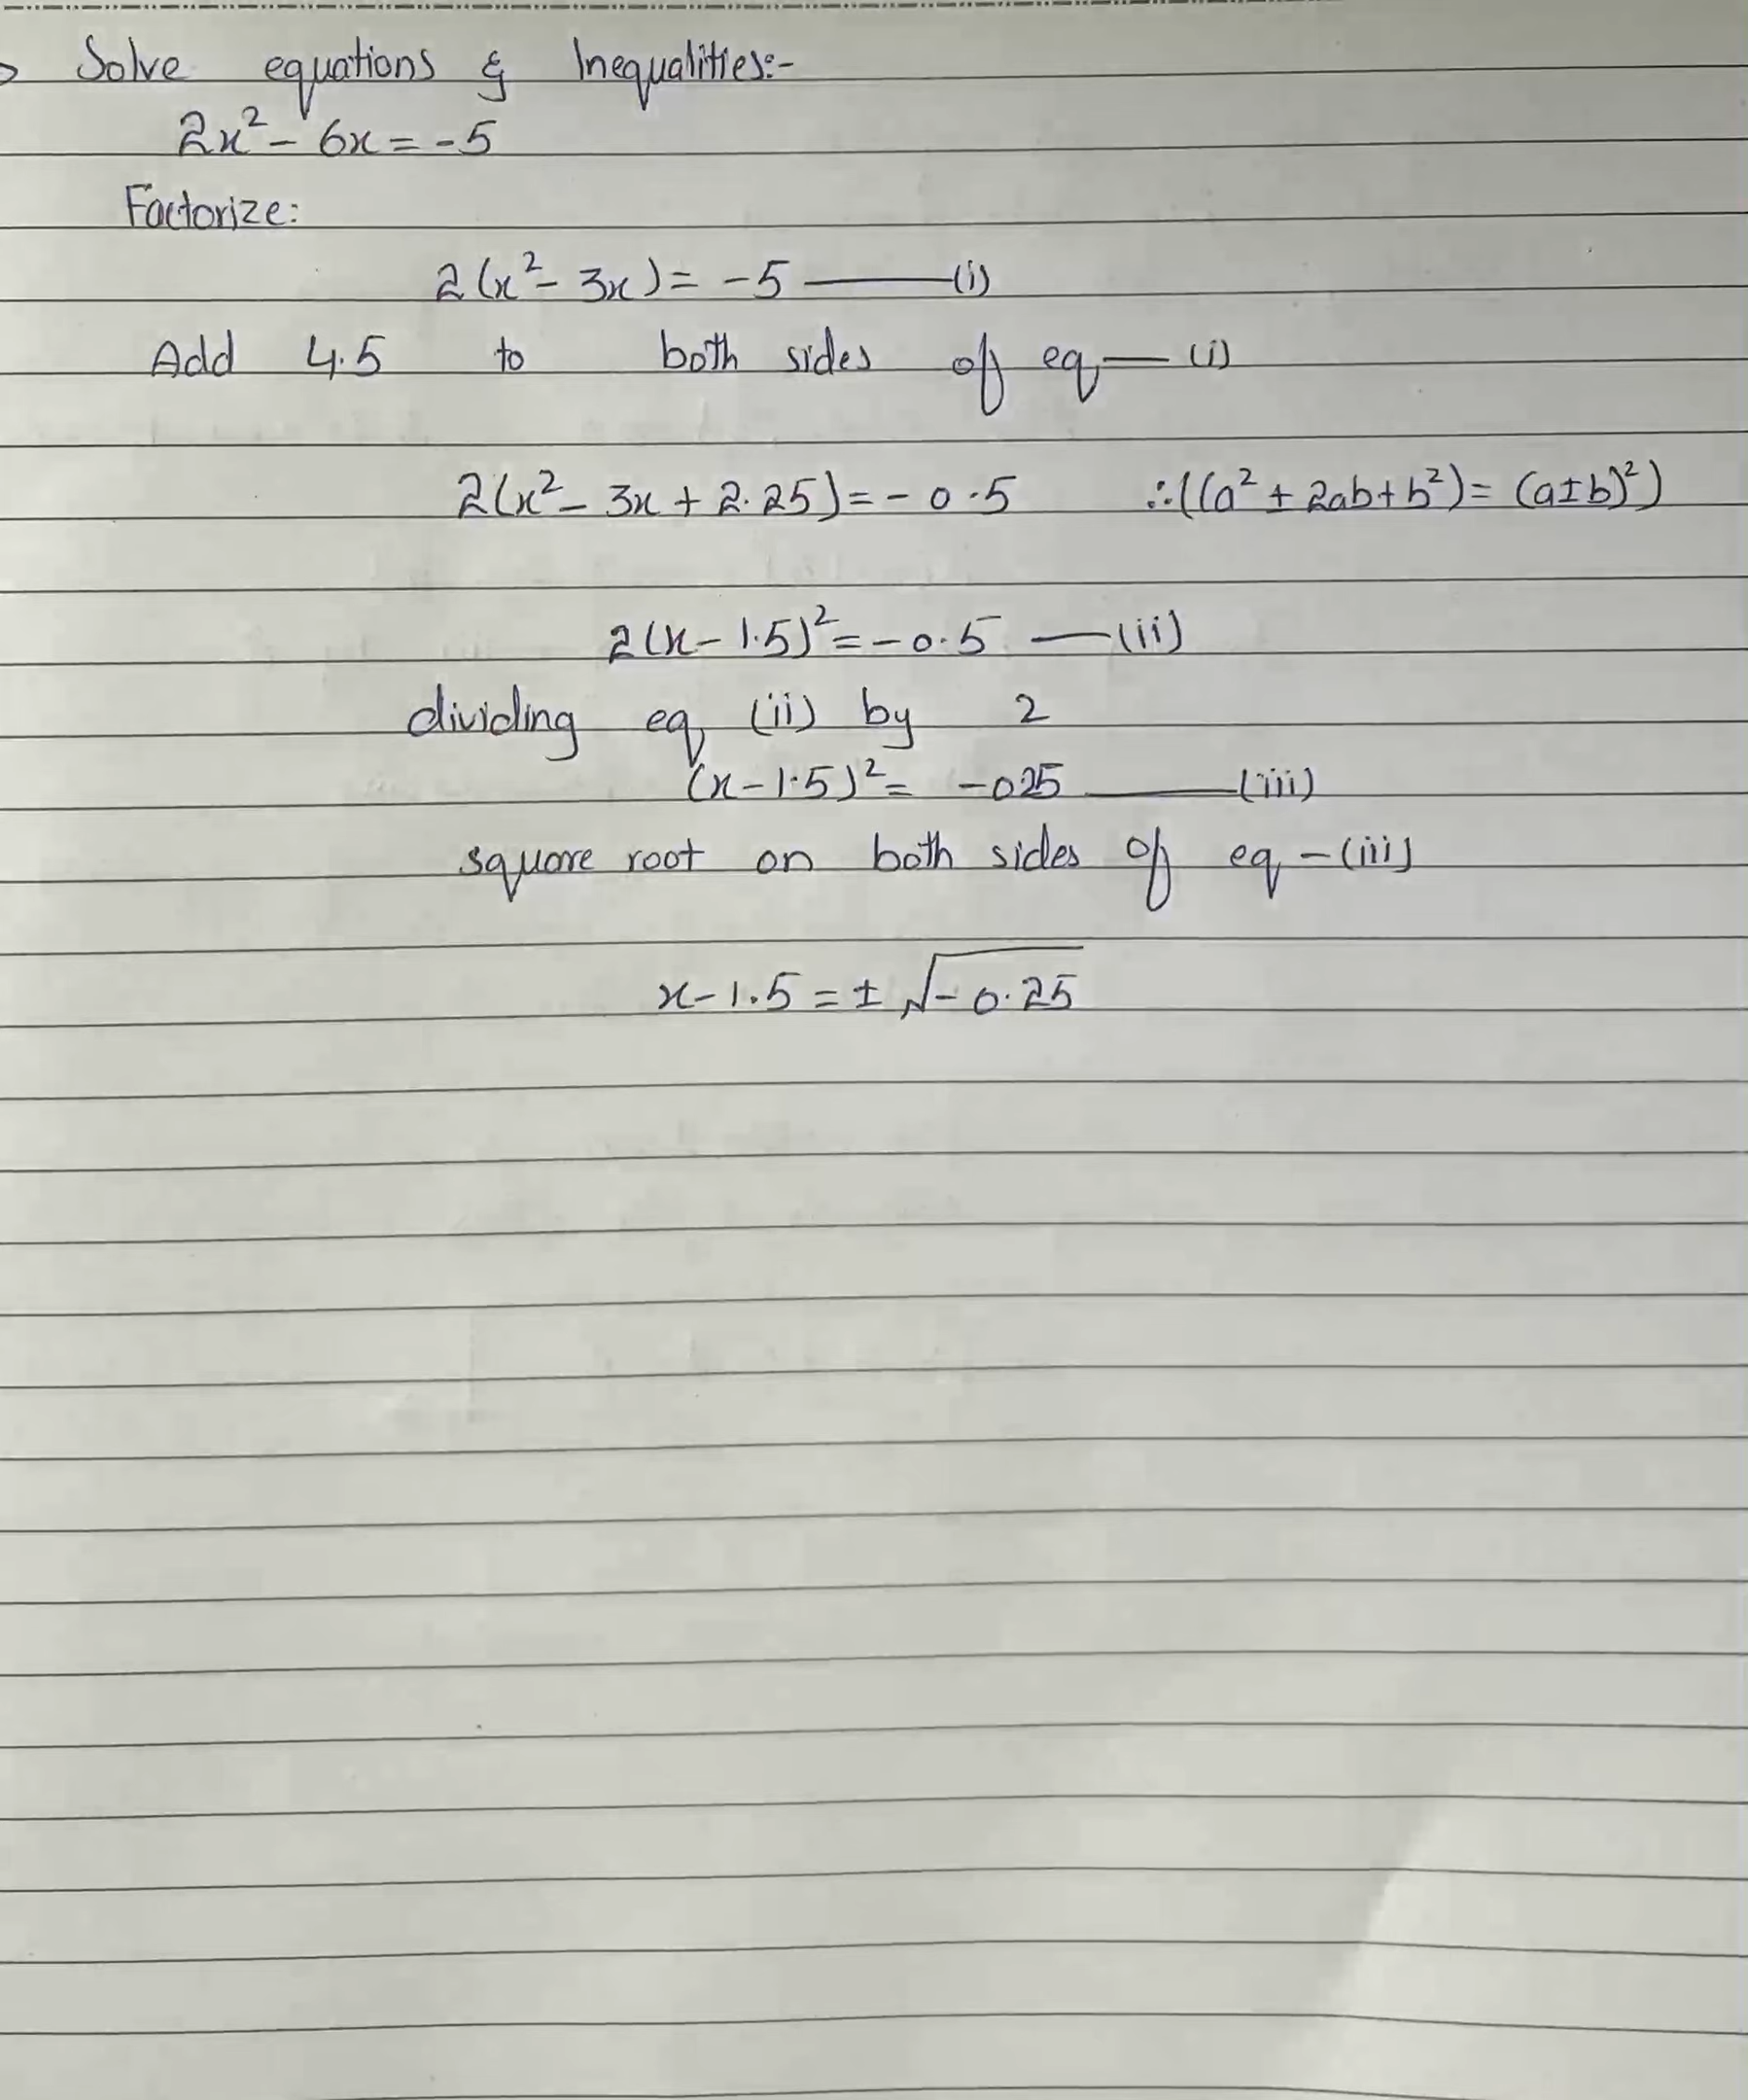 Solve equations & Inequalities:-
2x² - 6x = -5
Factorize:
2(x² - 3x) = -5 ——— (i)
Add 4.5 to both sides of eq — (i)
2(x² - 3x + 2.25) = - 0.5 ∴((a² ± 2ab + b²) = (a±b)²)
2(x - 1.5)² = - 0.5 — (ii)
dividing eq (ii) by 2
(x - 1.5)² = -025 ——— (iii)
square root on both sides of eq - (iii)
x - 1.5 = ± √-0.25